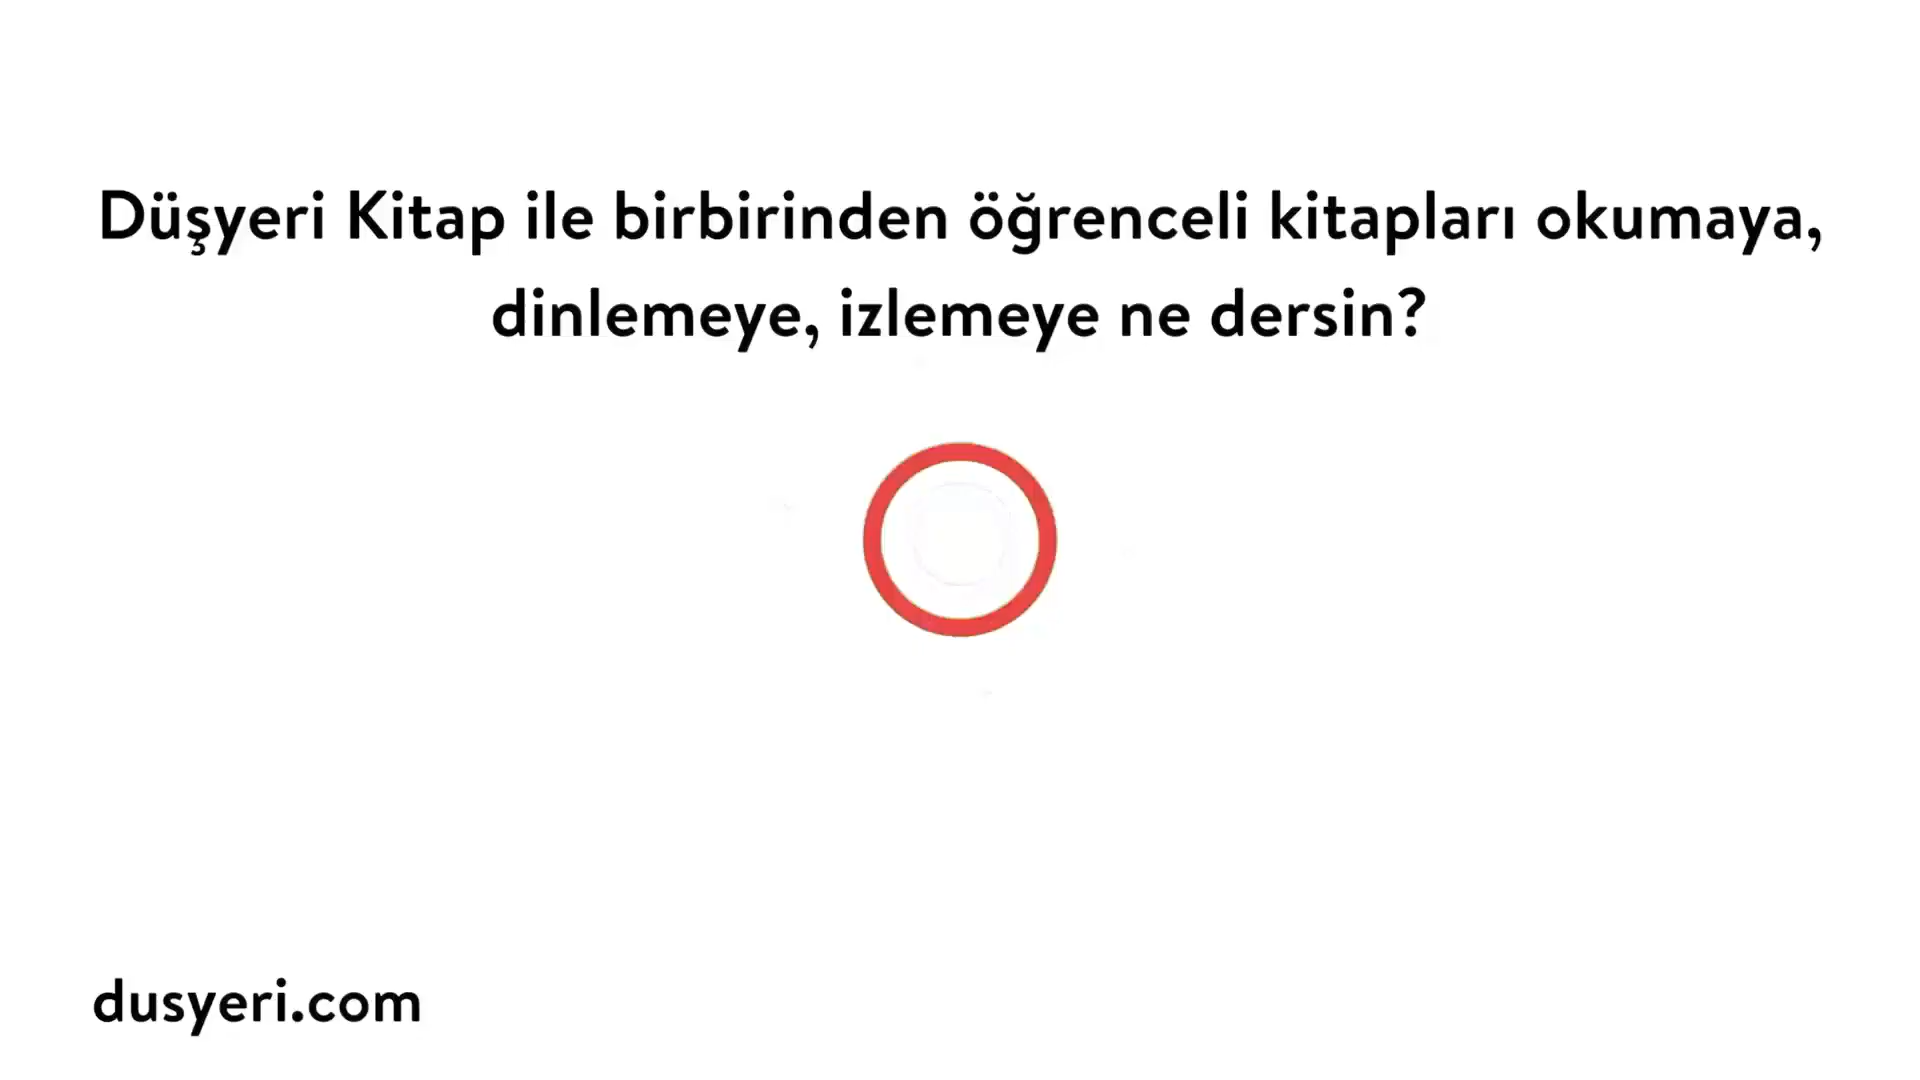 Düşyeri Kitap ile birbirinden öğrenceli kitapları okumaya,
dinlemeye, izlemeye ne dersin?
dusyeri.com